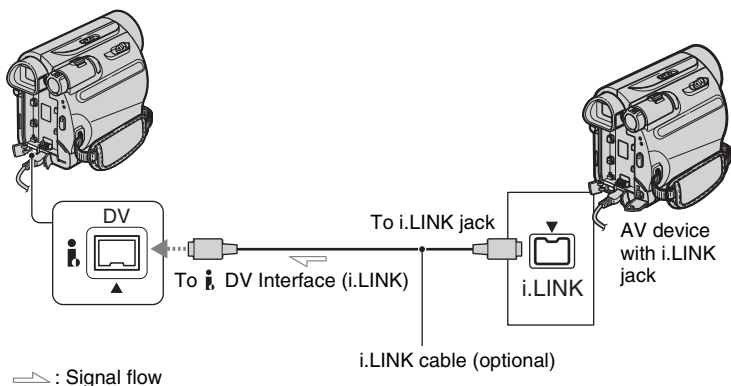 DV
To i DV Interface (i.LINK)
To i.LINK jack
i.LINK
AV device
with i.LINK
jack
i.LINK cable (optional)
: Signal flow